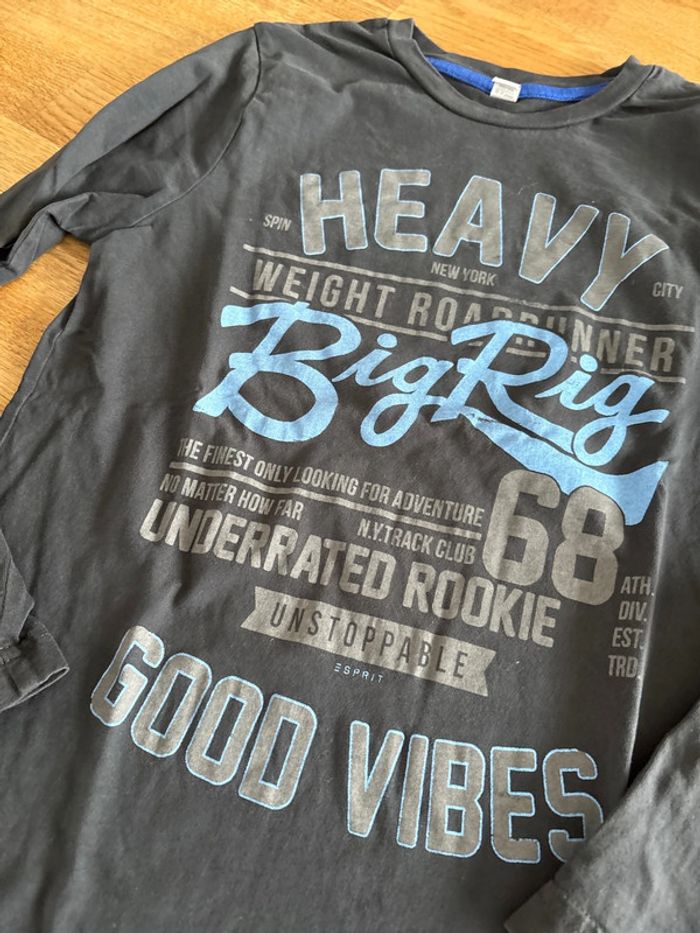 HEAVY
SPIN
NEW YORK
CITY
WEIGHT ROADRUNNER
BigRig
THE FINEST ONLY LOOKING FOR ADVENTURE
68
NO MATTER HOW FAR
N.Y.TRACK CLUB
UNDERRATED ROOKIE
ATH.
DIV.
EST.
TRD.
UNSTOPPABLE
ESPRIT
GOOD VIBES